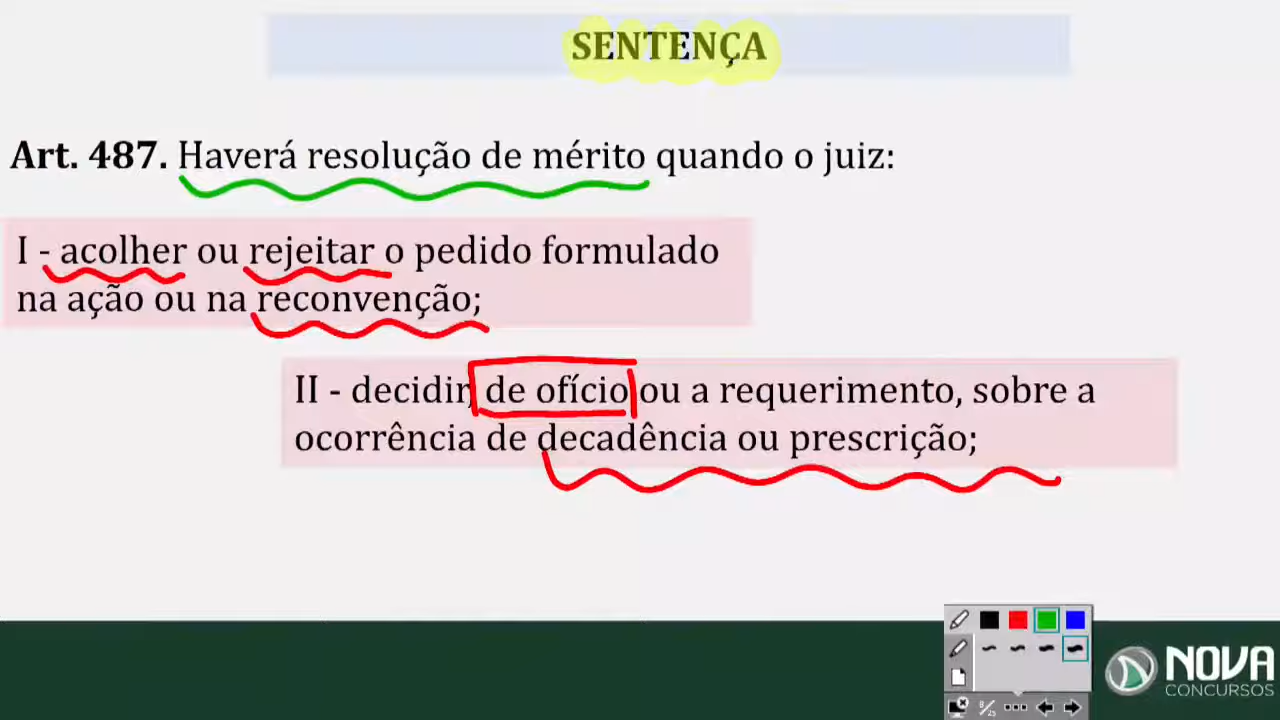 SENTENÇA
Art. 487. Haverá resolução de mérito quando o juiz:
I - acolher ou rejeitar o pedido formulado
na ação ou na reconvenção;
II - decidir, de ofício ou a requerimento, sobre a
ocorrência de decadência ou prescrição;
NOVA
CONCURSOS